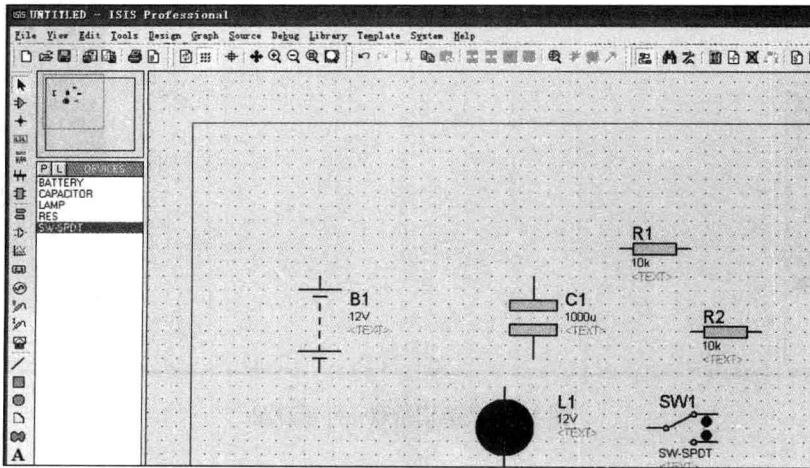 ISIS UNTITLED - ISIS Professional
File View Edit Tools Design Graph Source Debug Library Template System Help
P L DEVICES
BATTERY
CAPACITOR
LAMP
RES
SW-SPDT
R1
10k
<TEXT>
B1
12V
<TEXT>
C1
1000u
<TEXT>
R2
10k
<TEXT>
L1
12V
<TEXT>
SW1
SW-SPDT
<TEXT>
A